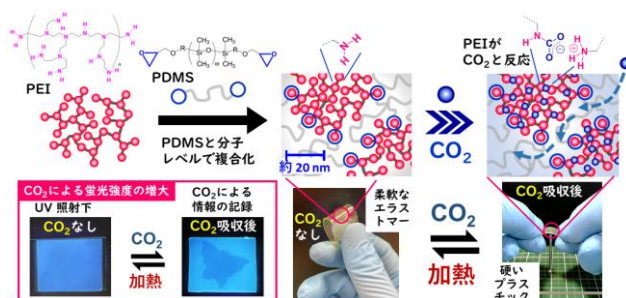 PEI
PDMS
PDMSと分子
レベルで複合化
約 20 nm
CO₂
PEIが
CO₂と反応
CO₂による蛍光強度の増大
UV 照射下
CO₂なし
CO₂
加熱
CO₂による
情報の記録
CO₂吸収後
CO₂
なし
柔軟な
エラス
トマー
CO₂
加熱
CO₂吸収後
硬い
プラス
チック